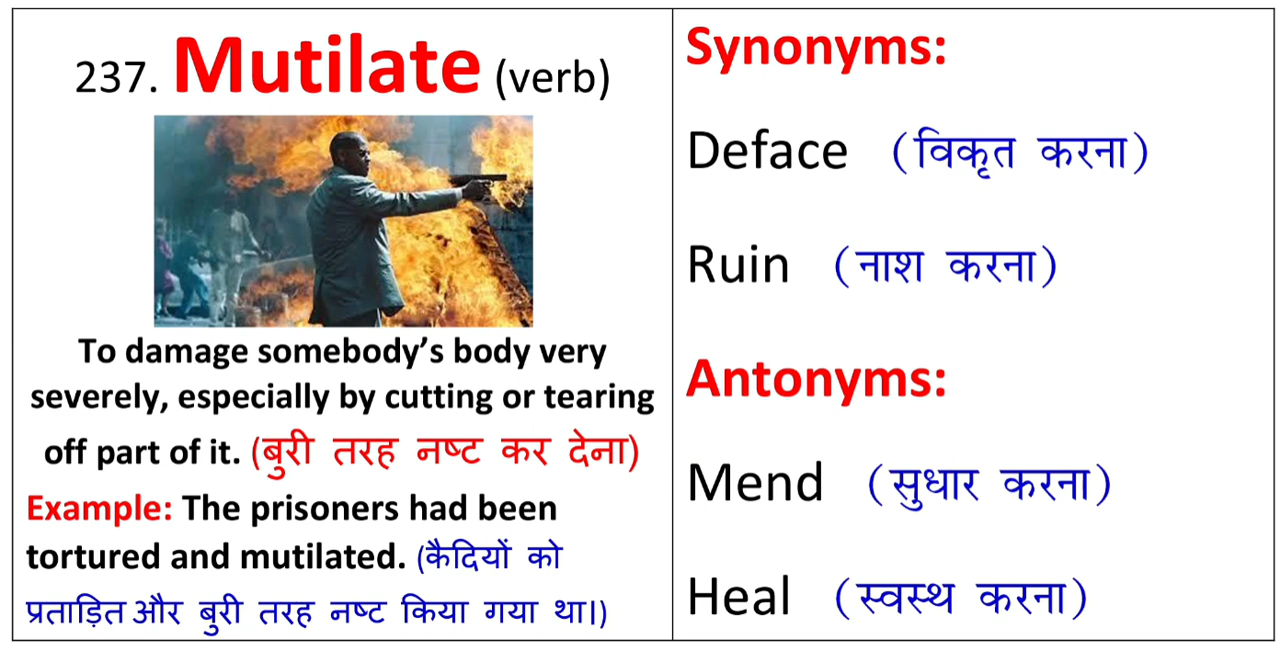 237. Mutilate (verb)
To damage somebody's body very
severely, especially by cutting or tearing
off part of it. (बुरी तरह नष्ट कर देना)
Example: The prisoners had been
tortured and mutilated. (कैदियों को
प्रताड़ित और बुरी तरह नष्ट किया गया था।)
Synonyms:
Deface (विकृत करना)
Ruin (नाश करना)
Antonyms:
Mend (सुधार करना)
Heal (स्वस्थ करना)